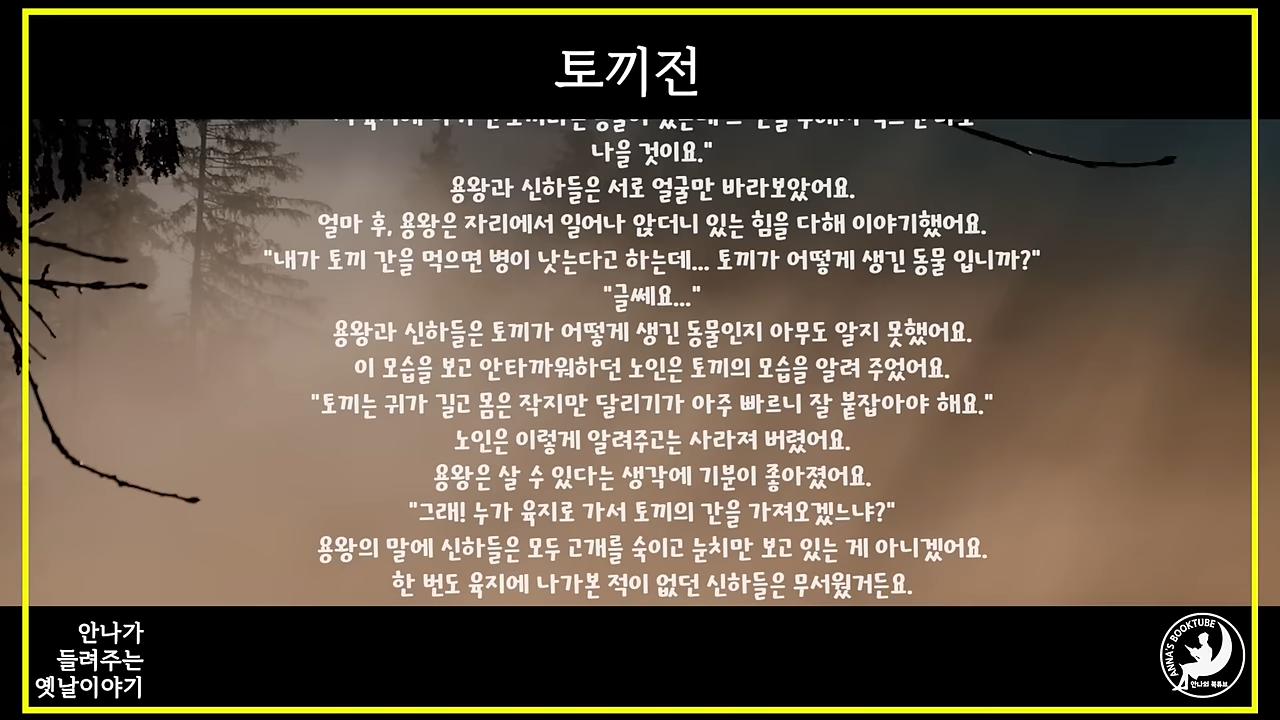 토끼전
나을 것이요."
용왕과 신하들은 서로 얼굴만 바라보았어요.
얼마 후, 용왕은 자리에서 일어나 앉더니 있는 힘을 다해 이야기했어요.
"내가 토끼 간을 먹으면 병이 낫는다고 하는데... 토끼가 어떻게 생긴 동물 입니까?"
"글쎄요..."
용왕과 신하들은 토끼가 어떻게 생긴 동물인지 아무도 알지 못했어요.
이 모습을 보고 안타까워하던 노인은 토끼의 모습을 알려 주었어요.
"토끼는 귀가 길고 몸은 작지만 달리기가 아주 빠르니 잘 붙잡아야 해요."
노인은 이렇게 알려주고는 사라져 버렸어요.
용왕은 살 수 있다는 생각에 기분이 좋아졌어요.
"그래! 누가 육지로 가서 토끼의 간을 가져오겠느냐?"
용왕의 말에 신하들은 모두 고개를 숙이고 눈치만 보고 있는 게 아니겠어요.
한 번도 육지에 나가본 적이 없던 신하들은 무서웠거든요.
안나가
들려주는
옛날이야기
ANNA'S BOOKTUBE
안나의 북튜브